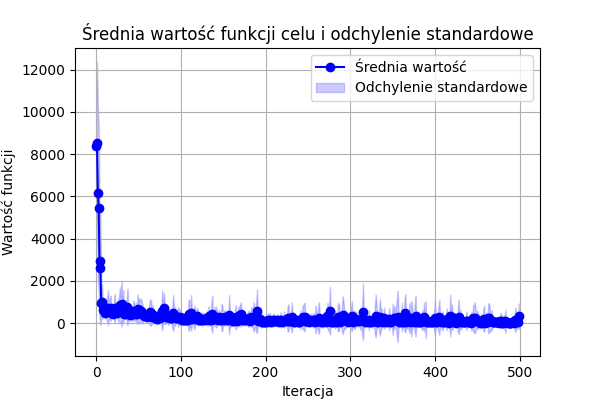 Średnia wartość funkcji celu i odchylenie standardowe
Średnia wartość
Odchylenie standardowe
Wartość funkcji
12000
10000
8000
6000
4000
2000
0
0 100 200 300 400 500
Iteracja